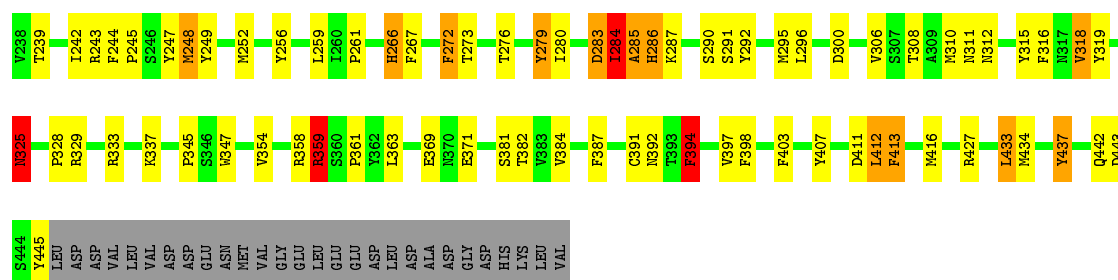 V238 T239 I242 R243 F244 P245 S246 Y247 M248 Y249 M252 Y256 L259 I260 P261 H266 F267 F272 T273 T276 Y279 I280 D283 I284 A285 H286 K287 S290 S291 Y292 M295 L296 D300 V306 S307 T308 A309 M310 N311 N312 Y315 F316 N317 V318 Y319
N325 P328 R329 R333 K337 P345 S346 W347 V354 R358 R359 S360 P361 V362 L363 E369 N370 E371 S381 T382 V383 V384 F387 C391 N392 T393 F394 V397 F398 F403 Y407 D411 L412 F413 M416 R427 L433 M434 Y437 Q442
S444 Y445 LEU ASP ASP VAL LEU VAL ASP ASP GLU ASN MET VAL GLY GLU LEU GLU GLU ASP LEU ASP ALA ASP GLY ASP HIS LYS LEU VAL